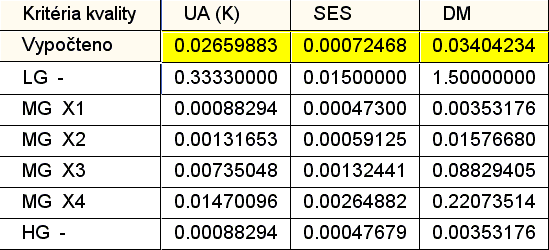 Kritéria kvality UA (K) SES DM
Vypočteno 0.02659883 0.00072468 0.03404234
LG - 0.33330000 0.01500000 1.50000000
MG X1 0.00088294 0.00047300 0.00353176
MG X2 0.00131653 0.00059125 0.01576680
MG X3 0.00735048 0.00132441 0.08829405
MG X4 0.01470096 0.00264882 0.22073514
HG - 0.00088294 0.00047679 0.00353176